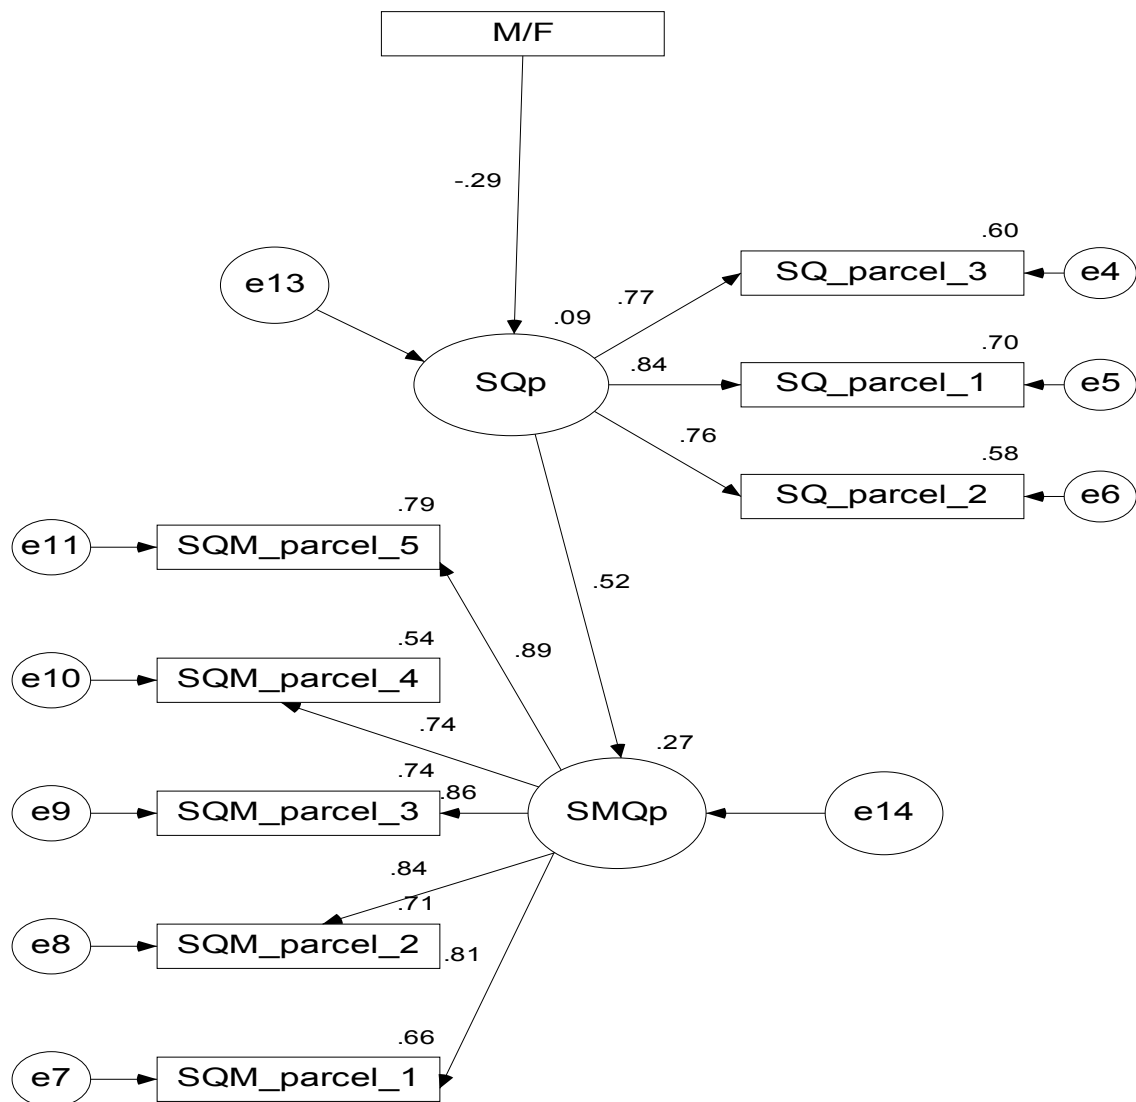 M/F
-.29
.60
e13
SQ_parcel_3
e4
.77
.09
.70
SQp
.84
SQ_parcel_1
e5
.76
.58
SQ_parcel_2
e6
.79
e11
SQM_parcel_5
.52
.54
.89
e10
SQM_parcel_4
.74
.27
.74
.86
e9
SQM_parcel_3
SMQp
e14
.84
.71
e8
SQM_parcel_2
.81
.66
e7
SQM_parcel_1